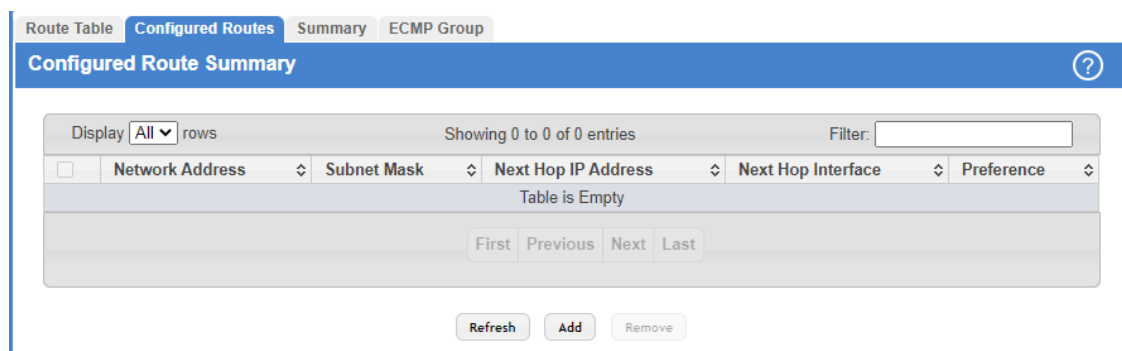 Route Table Configured Routes Summary ECMP Group
Configured Route Summary ?
Display All rows Showing 0 to 0 of 0 entries Filter:
Network Address Subnet Mask Next Hop IP Address Next Hop Interface Preference
Table is Empty
First Previous Next Last
Refresh Add Remove